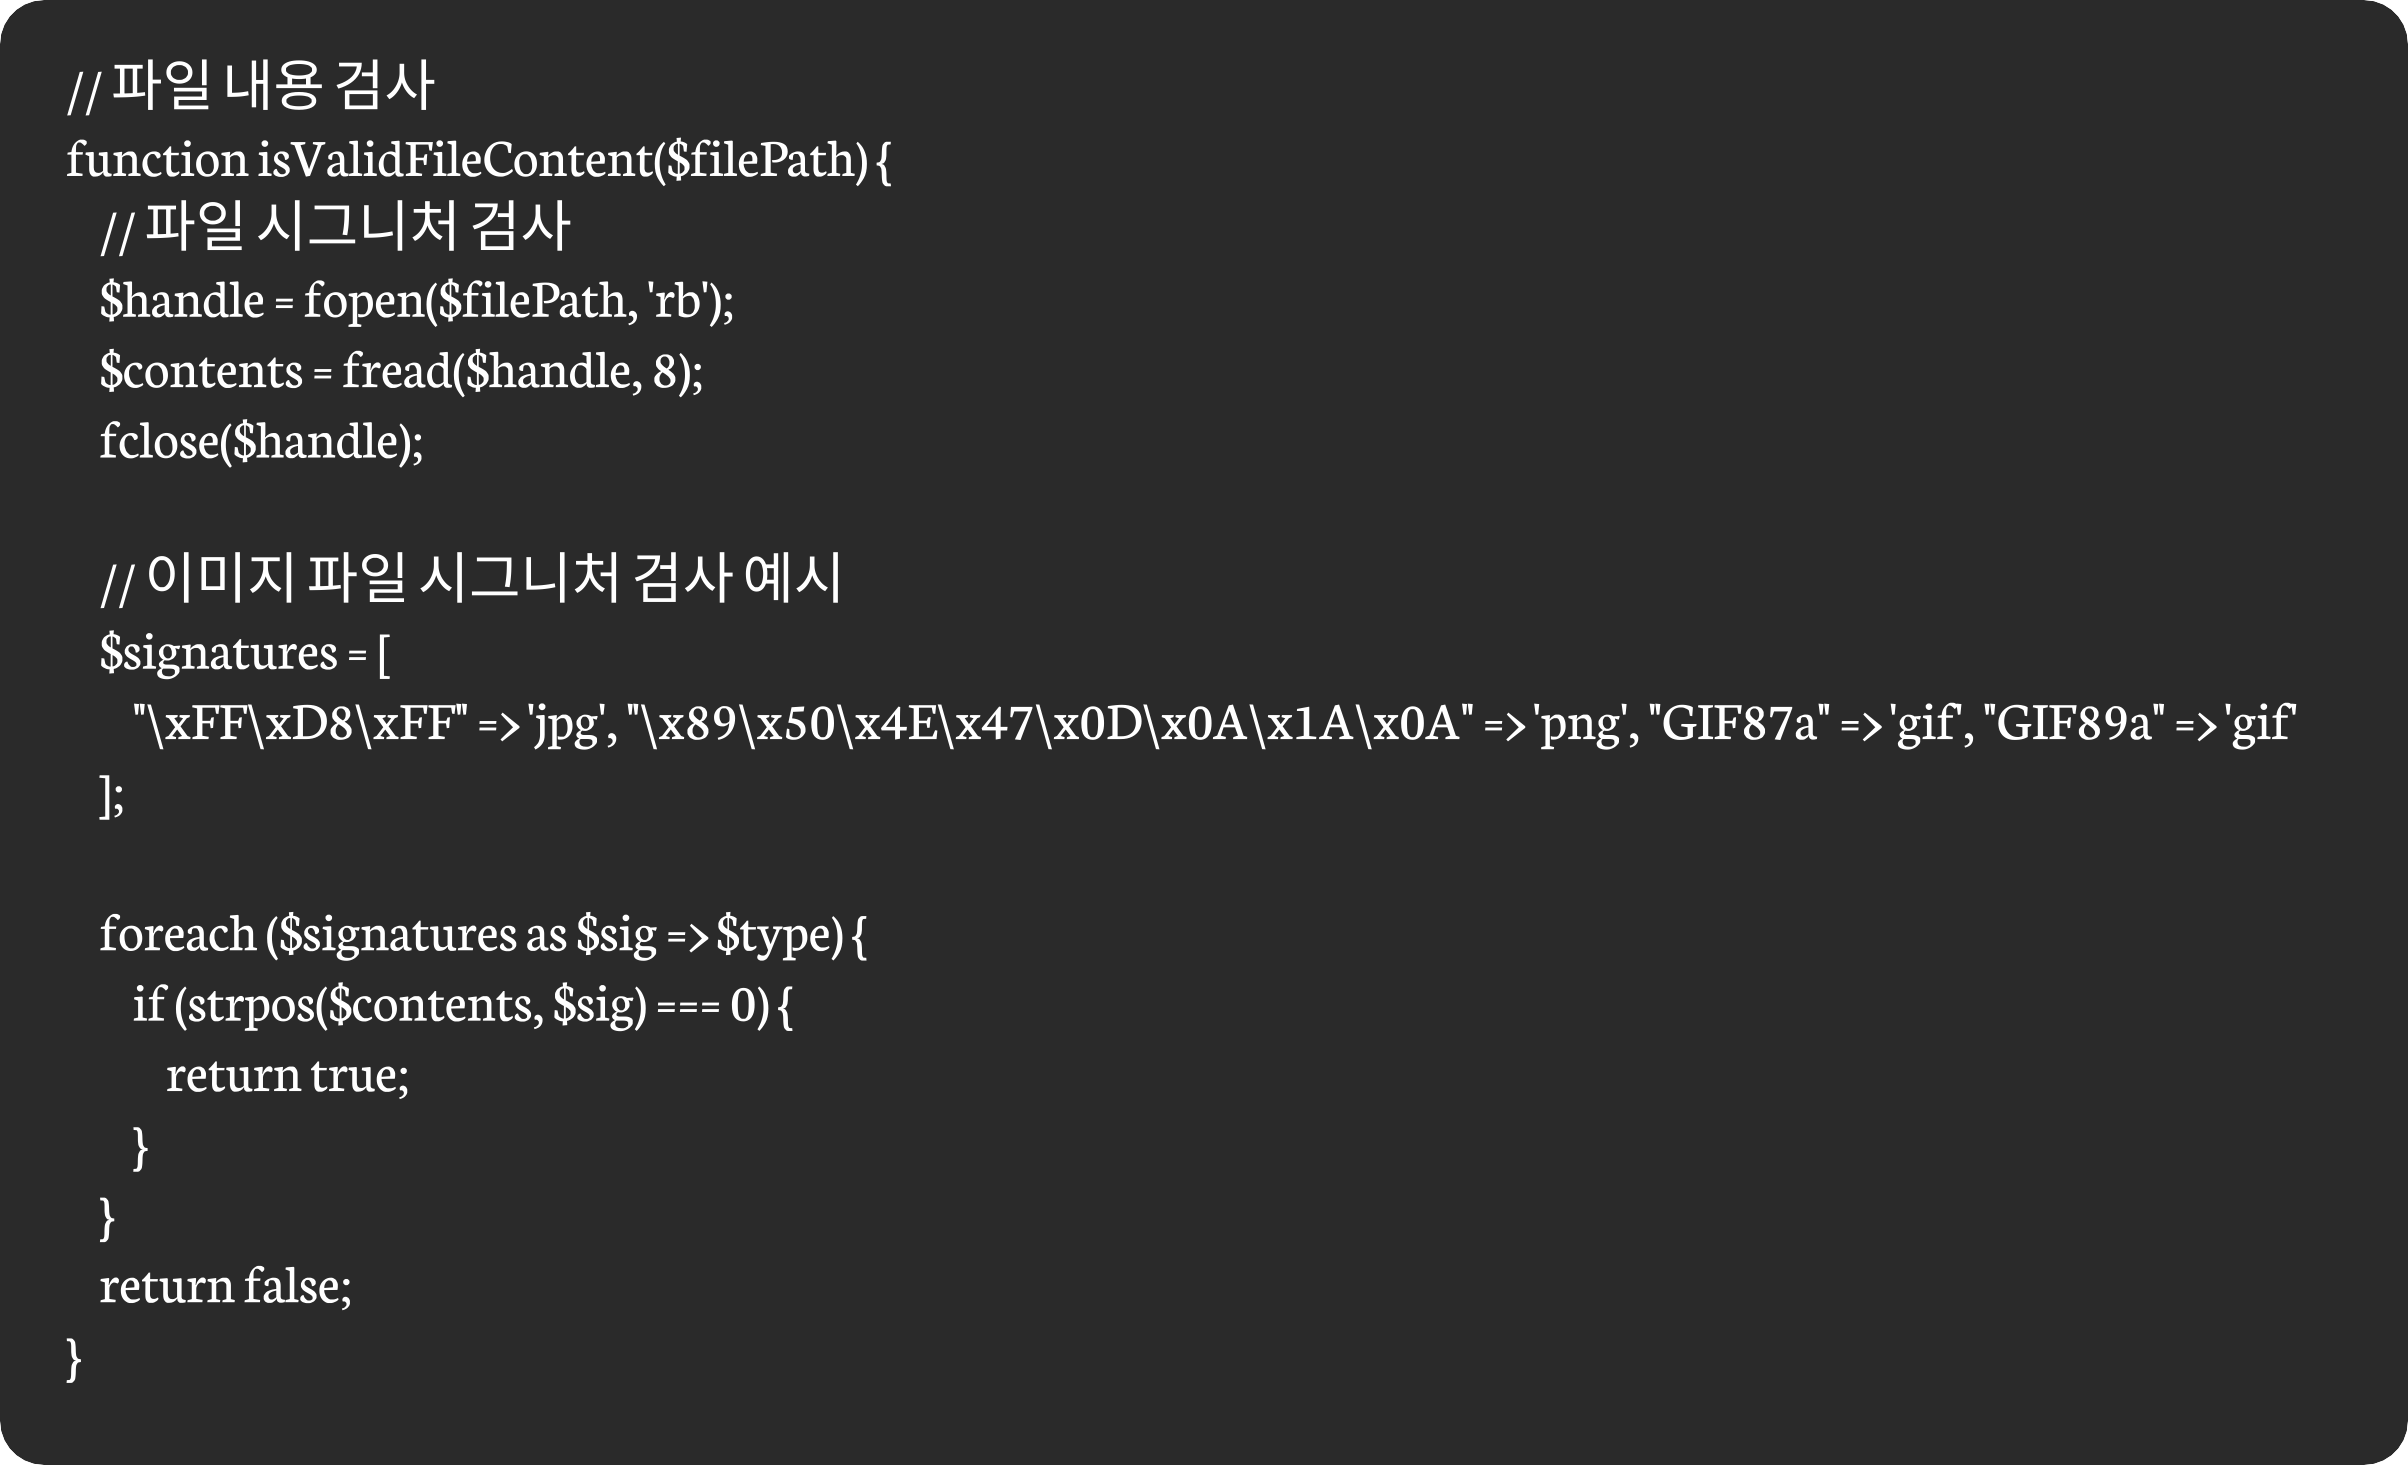 // 파일 내용 검사
function isValidFileContent($filePath) {
// 파일 시그니처 검사
$handle = fopen($filePath, 'rb');
$contents = fread($handle, 8);
fclose($handle);
// 이미지 파일 시그니처 검사 예시
$signatures = [
"\xFF\xD8\xFF" => 'jpg', "\x89\x50\x4E\x47\x0D\x0A\x1A\x0A" => 'png', "GIF87a" => 'gif', "GIF89a" => 'gif'
];
foreach ($signatures as $sig => $type) {
if (strpos($contents, $sig) === 0) {
return true;
}
}
return false;
}